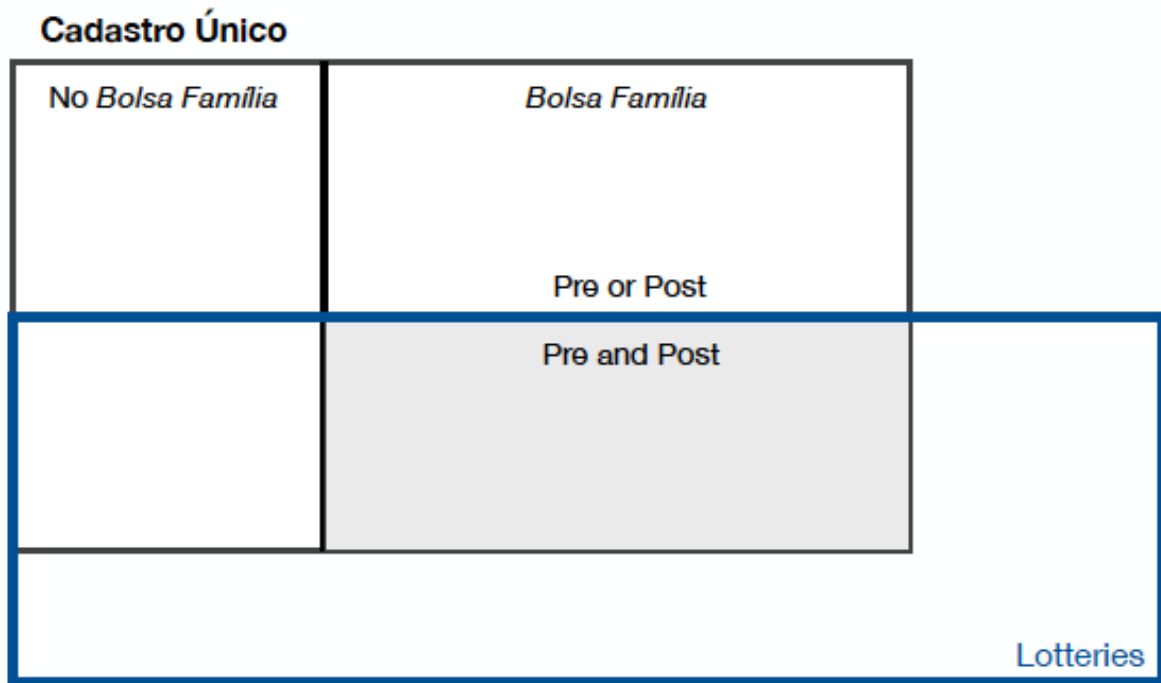 Cadastro Único
No Bolsa Família
Bolsa Família
Pre or Post
Pre and Post
Lotteries